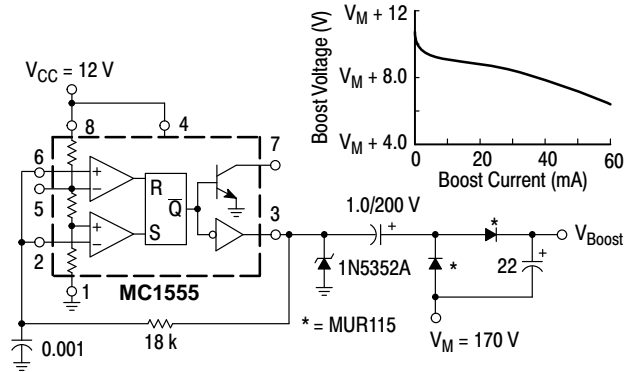 V_CC = 12 V
8
4
6
5
2
1
7
3
+
−
+
−
R
Q̅
S
MC1555
18 k
0.001
1N5352A
1.0/200 V
+
*
*
* = MUR115
22
+
V_Boost
V_M = 170 V
Boost Voltage (V)
V_M + 12
V_M + 8.0
V_M + 4.0
0
20
40
60
Boost Current (mA)